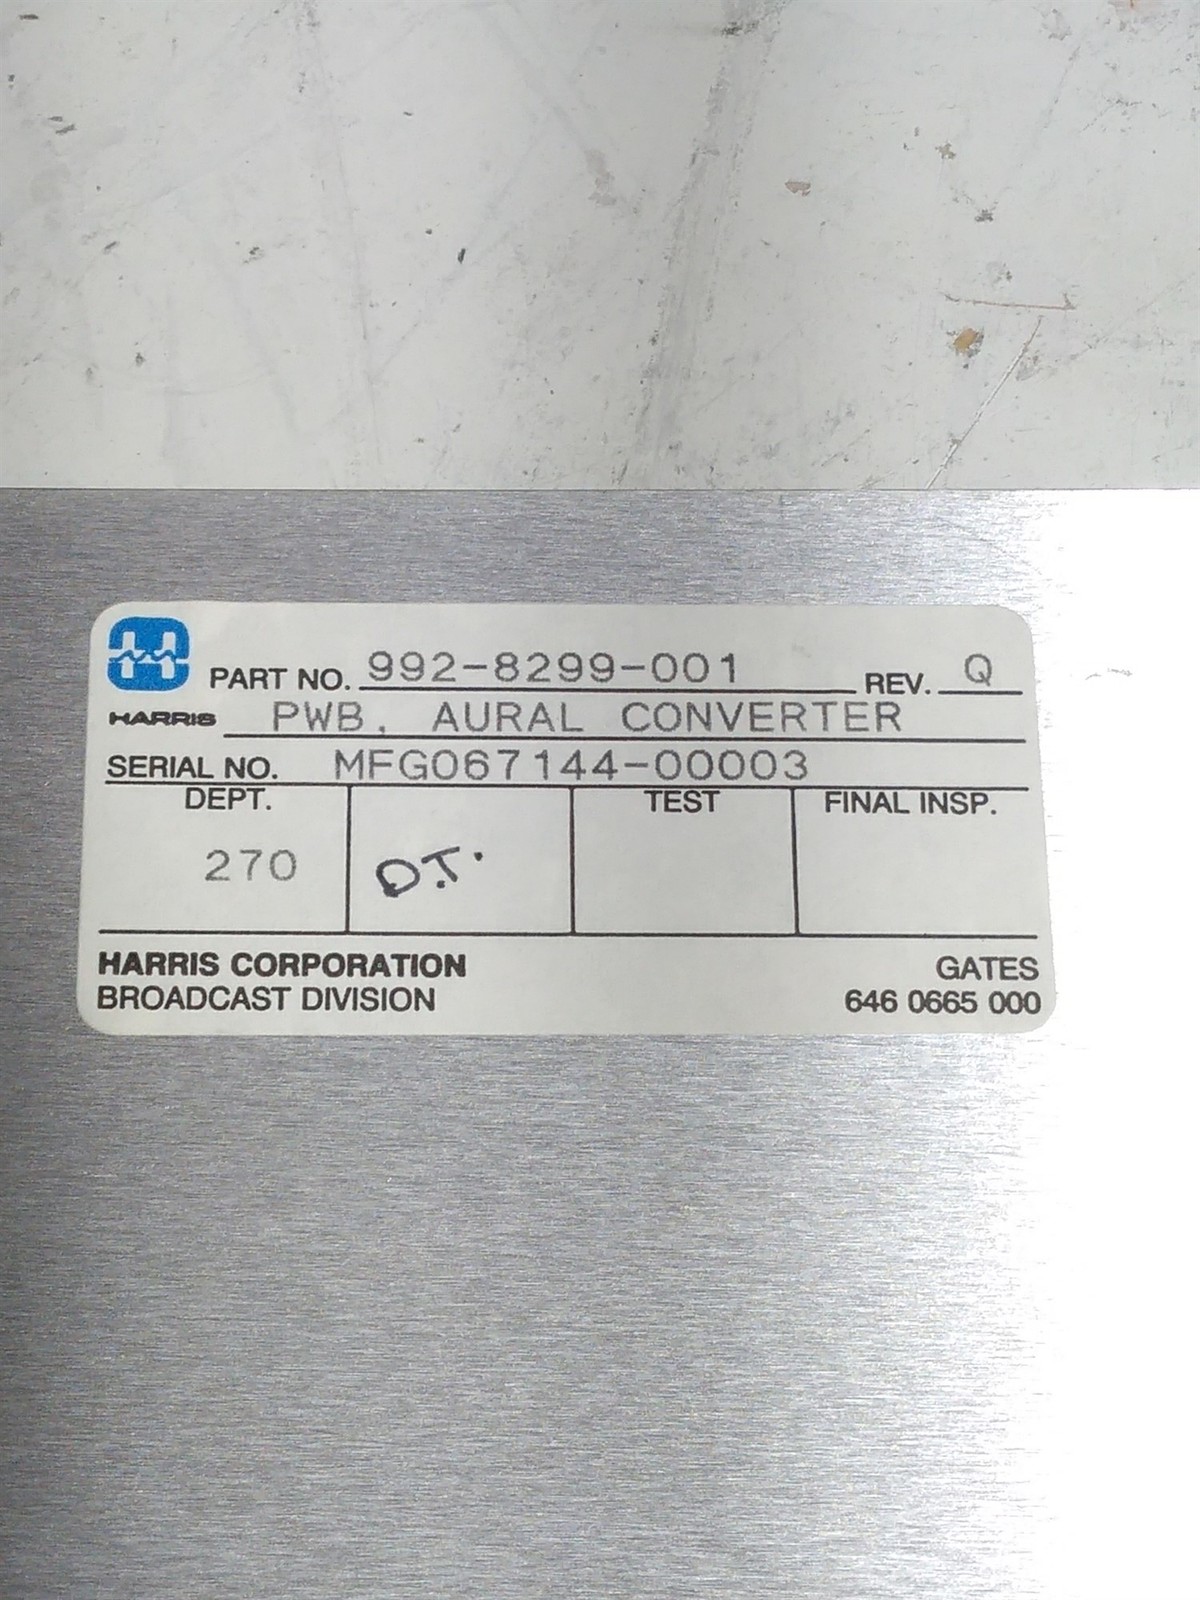 PART NO. 992-8299-001 REV. Q
HARRIS PWB, AURAL CONVERTER
SERIAL NO. MFG067144-00003
DEPT. TEST FINAL INSP.
270 D.T.
HARRIS CORPORATION GATES
BROADCAST DIVISION 646 0665 000